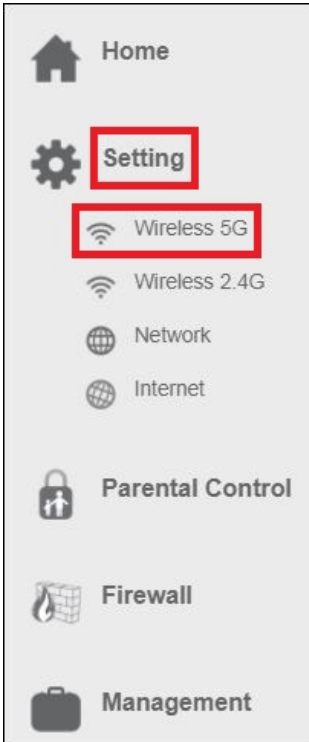 Home
Setting
Wireless 5G
Wireless 2.4G
Network
Internet
Parental Control
Firewall
Management